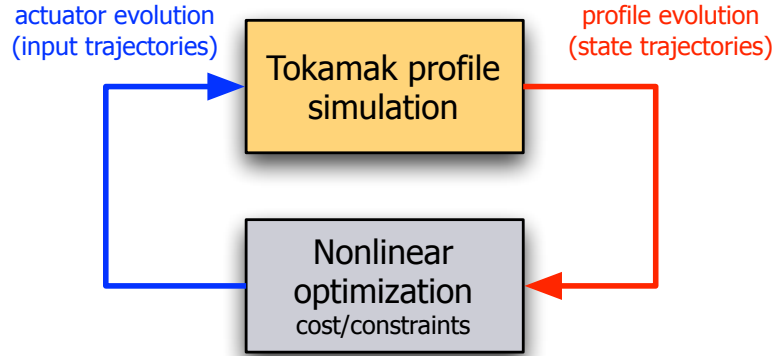 actuator evolution
(input trajectories)
profile evolution
(state trajectories)
Tokamak profile
simulation
Nonlinear
optimization
cost/constraints